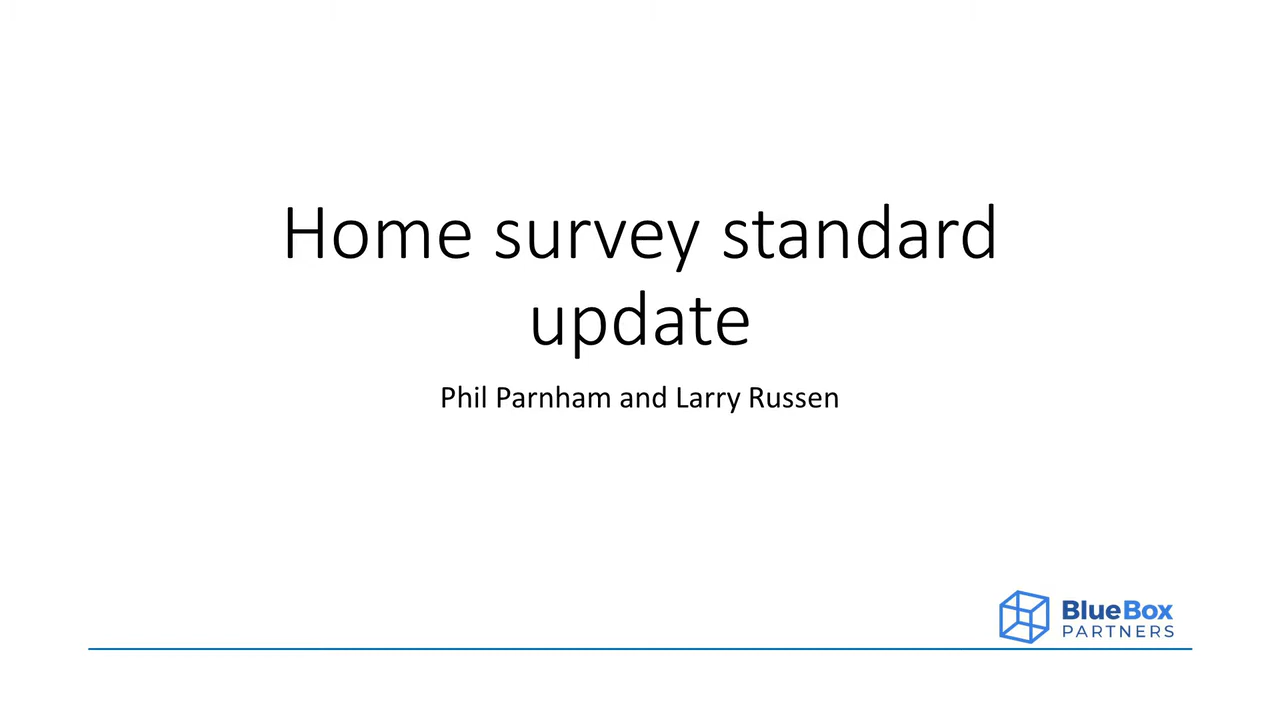 Home survey standard
update
Phil Parnham and Larry Russen
BlueBox
PARTNERS